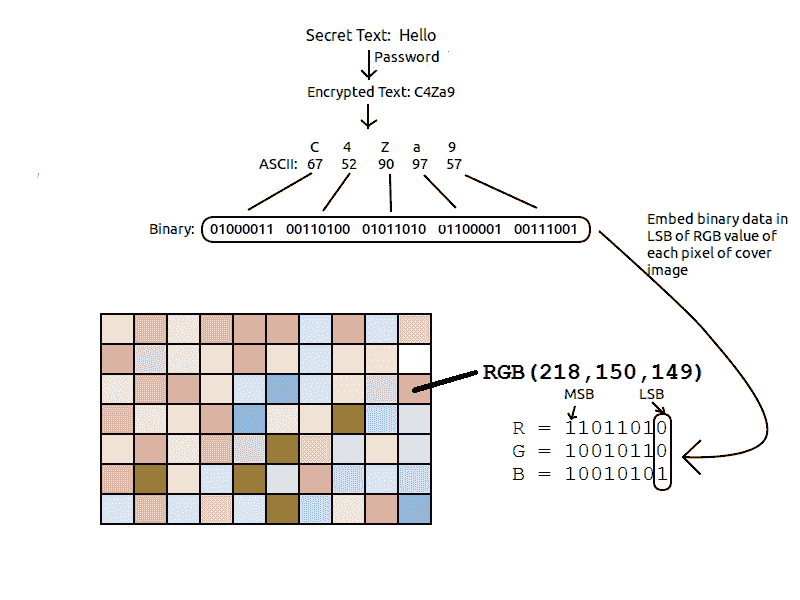 Secret Text: Hello
Password
Encrypted Text: C4Za9
C 4 Z a 9
ASCII: 67 52 90 97 57
Binary: 01000011 00110100 01011010 01100001 00111001
Embed binary data in
LSB of RGB value of
each pixel of cover
image
RGB(218,150,149)
MSB LSB
R = 11011010
G = 10010110
B = 10010101